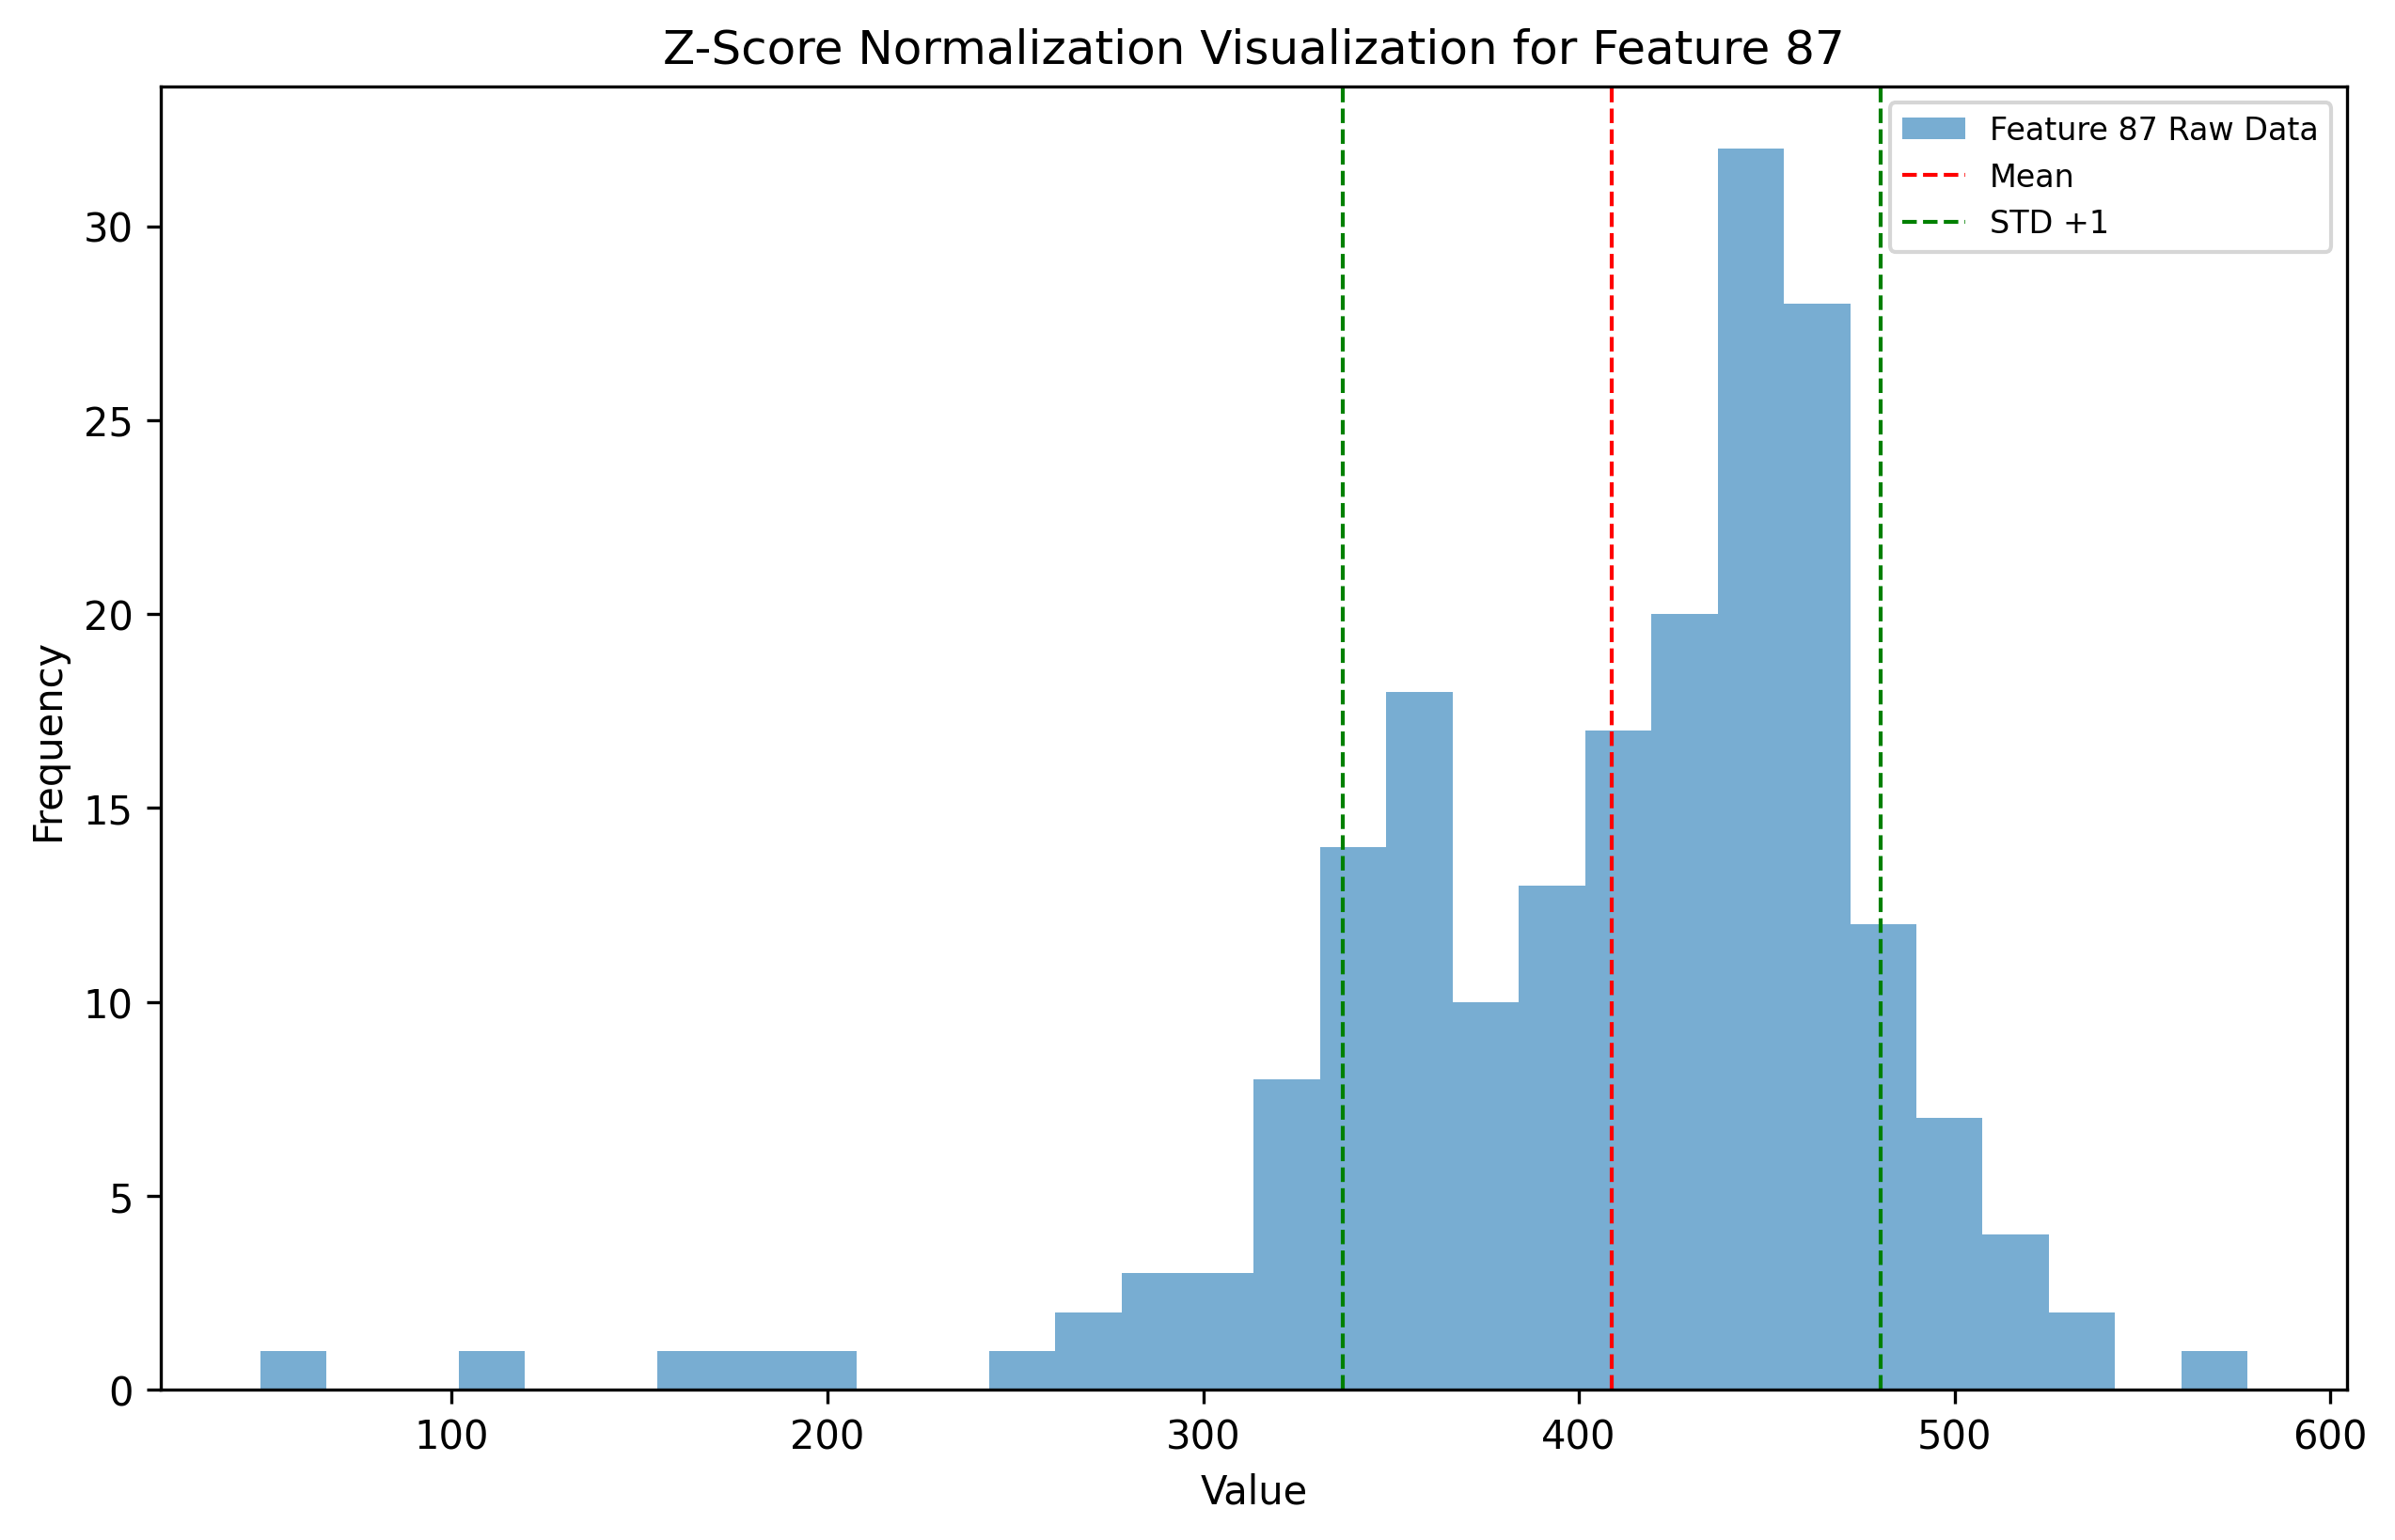 Z-Score Normalization Visualization for Feature 87
Feature 87 Raw Data
Mean
STD +1
Frequency
30
25
20
15
10
5
0
100 200 300 400 500 600
Value